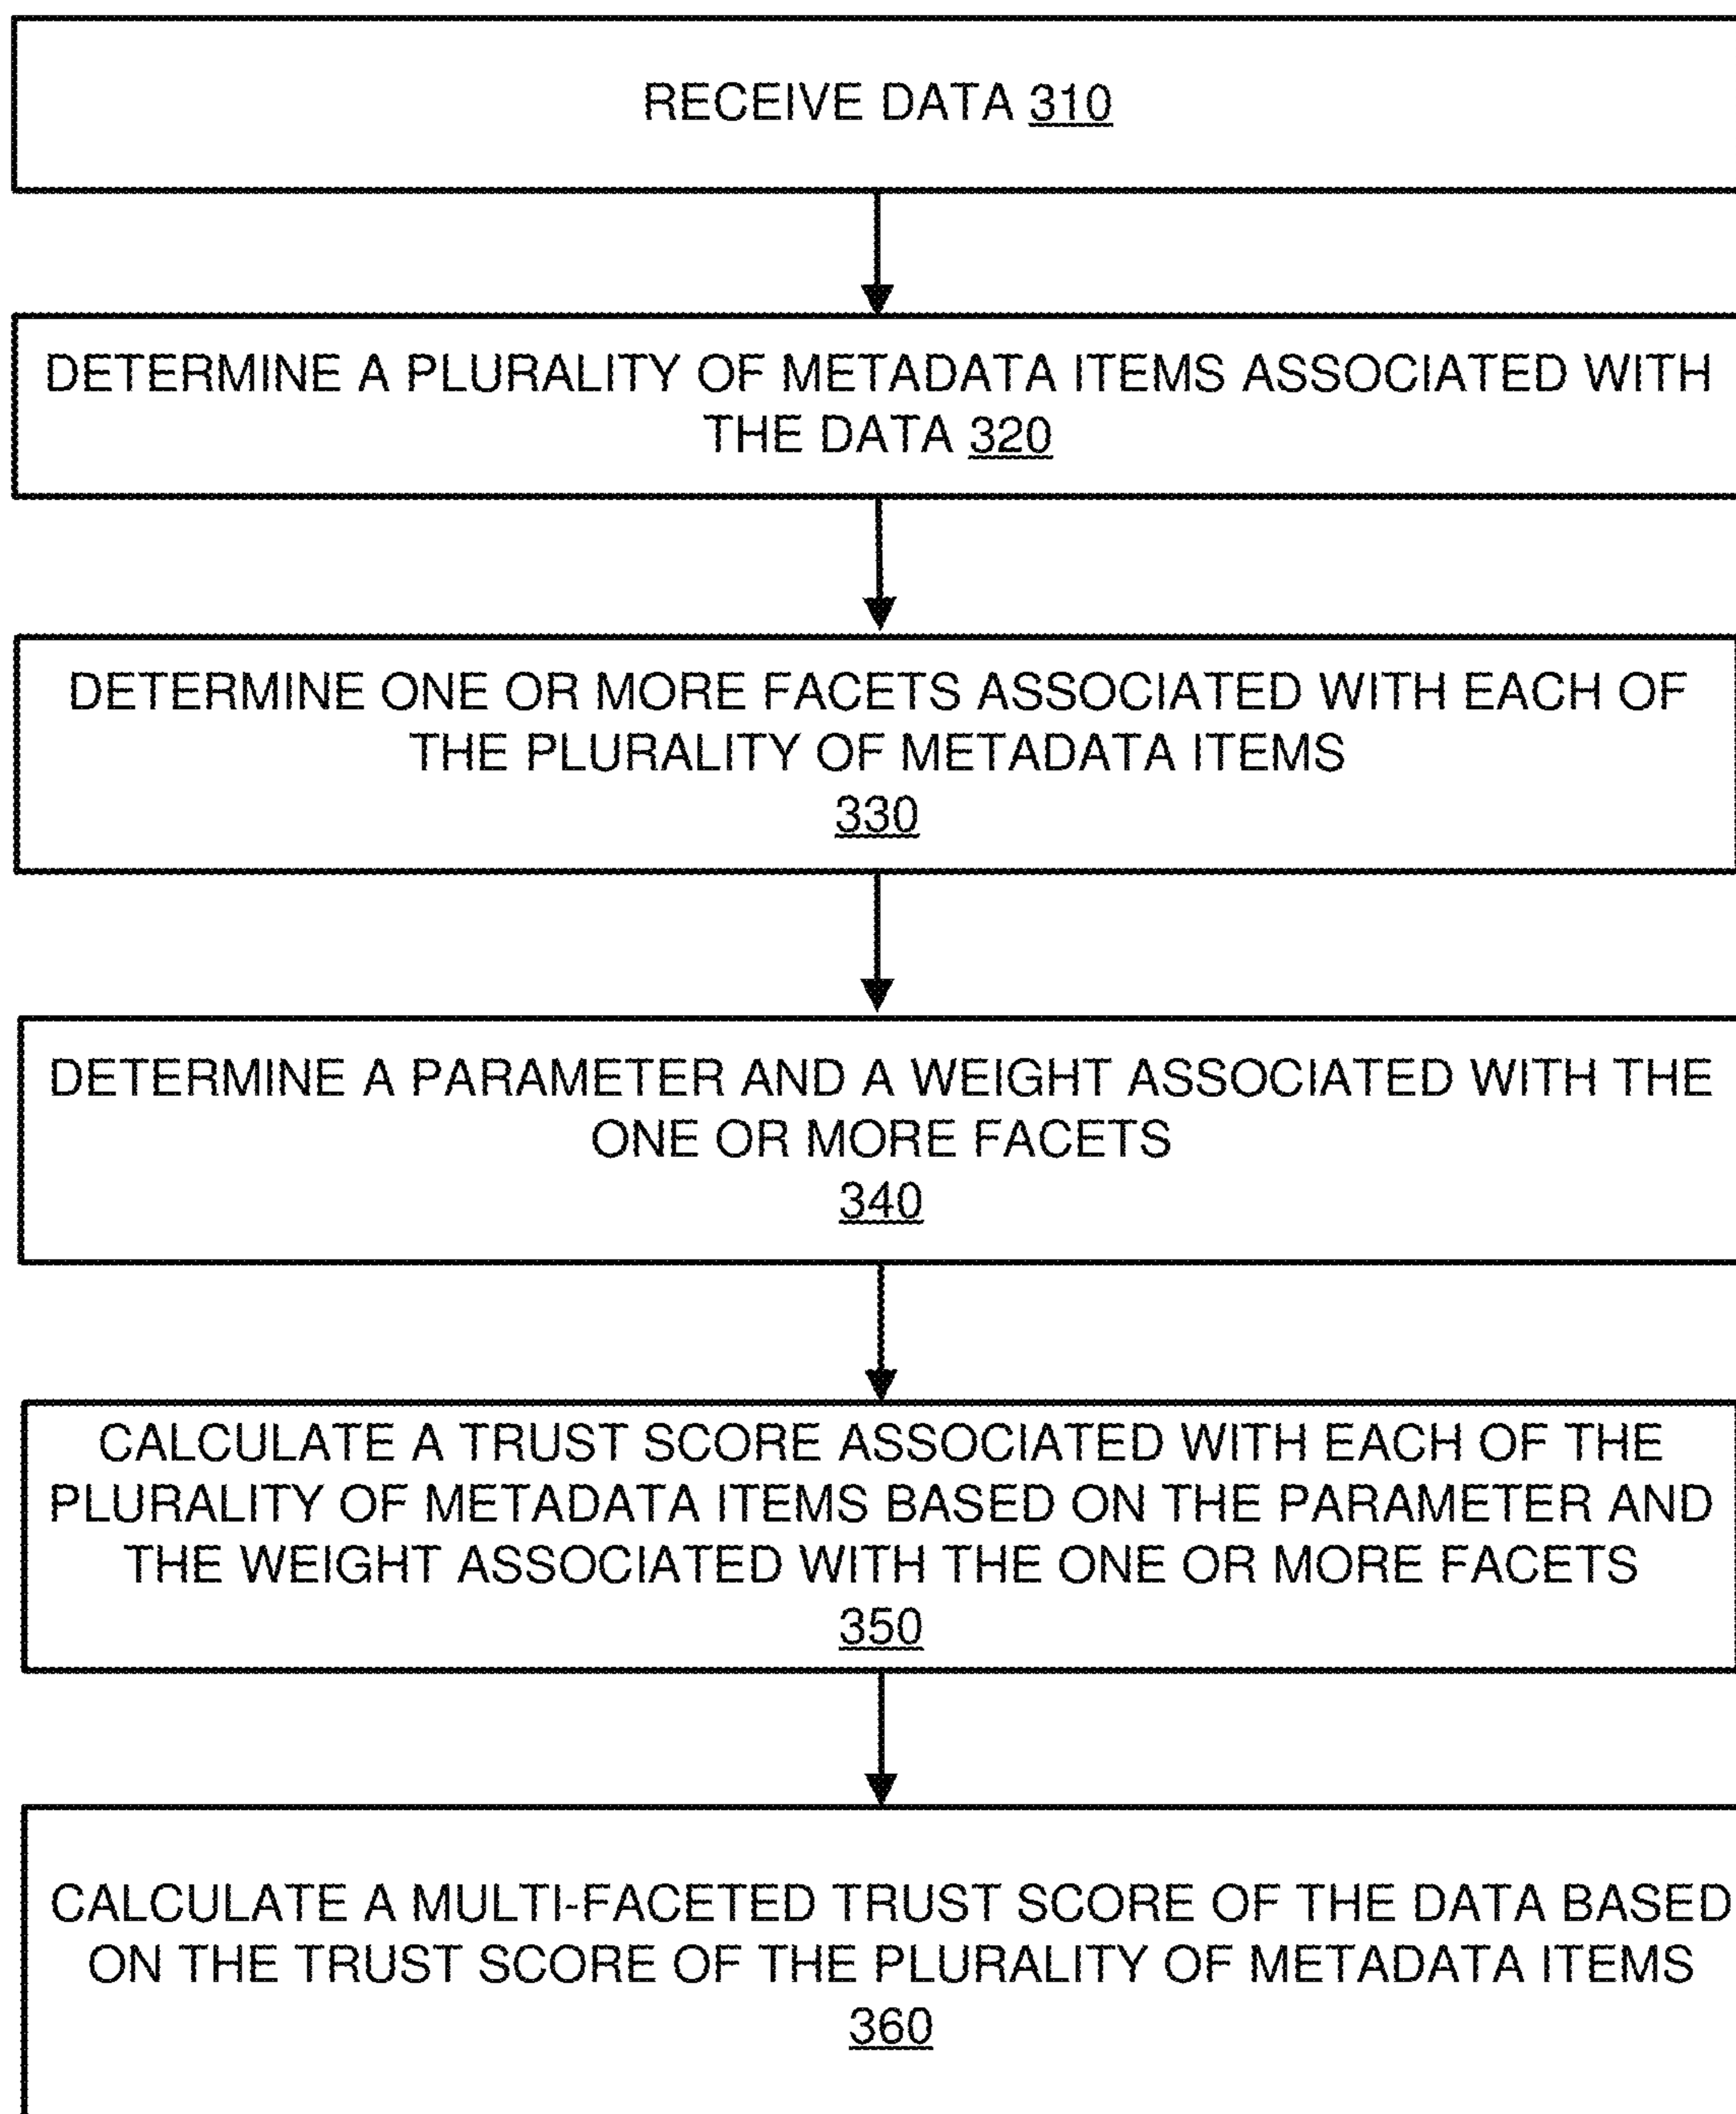 RECEIVE DATA 310
DETERMINE A PLURALITY OF METADATA ITEMS ASSOCIATED WITH
THE DATA 320
DETERMINE ONE OR MORE FACETS ASSOCIATED WITH EACH OF
THE PLURALITY OF METADATA ITEMS
330
DETERMINE A PARAMETER AND A WEIGHT ASSOCIATED WITH THE
ONE OR MORE FACETS
340
CALCULATE A TRUST SCORE ASSOCIATED WITH EACH OF THE
PLURALITY OF METADATA ITEMS BASED ON THE PARAMETER AND
THE WEIGHT ASSOCIATED WITH THE ONE OR MORE FACETS
350
CALCULATE A MULTI-FACETED TRUST SCORE OF THE DATA BASED
ON THE TRUST SCORE OF THE PLURALITY OF METADATA ITEMS
360